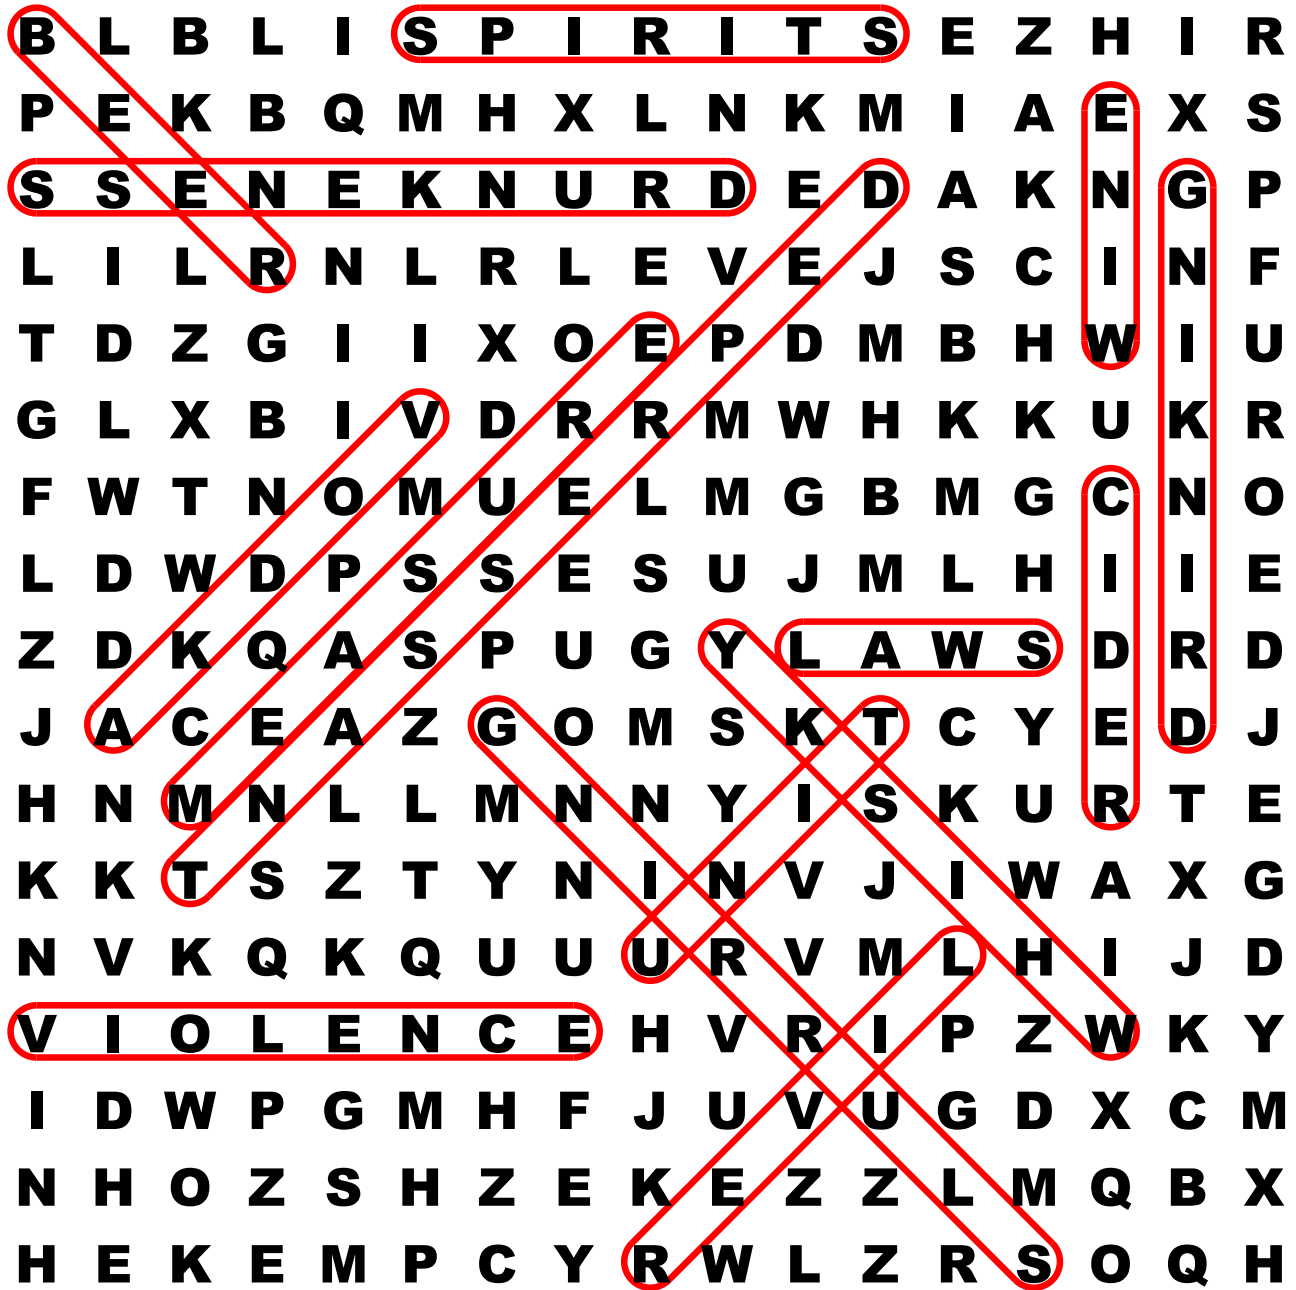 B L B L I S P I R I T S E Z H I R
P E K B Q M H X L N K M I A E X S
S S E N E K N U R D E D A K N G P
L I L R N L R L E V E J S C I N F
T D Z G I I X O E P D M B H W I U
G L X B I V D R R M W H K K U K R
F W T N O M U E L M G B M G C N O
L D W D P S S E S U J M L H I I E
Z D K Q A S P U G Y L A W S D R D
J A C E A Z G O M S K T C Y E D J
H N M N L L M N N Y I S K U R T E
K K T S Z T Y N I N V J I W A X G
N V K Q K Q U U U R V M L H I J D
V I O L E N C E H V R I P Z W K Y
I D W P G M H F J U V U G D X C M
N H O Z S H Z E K E Z Z L M Q B X
H E K E M P C Y R W L Z R S O Q H